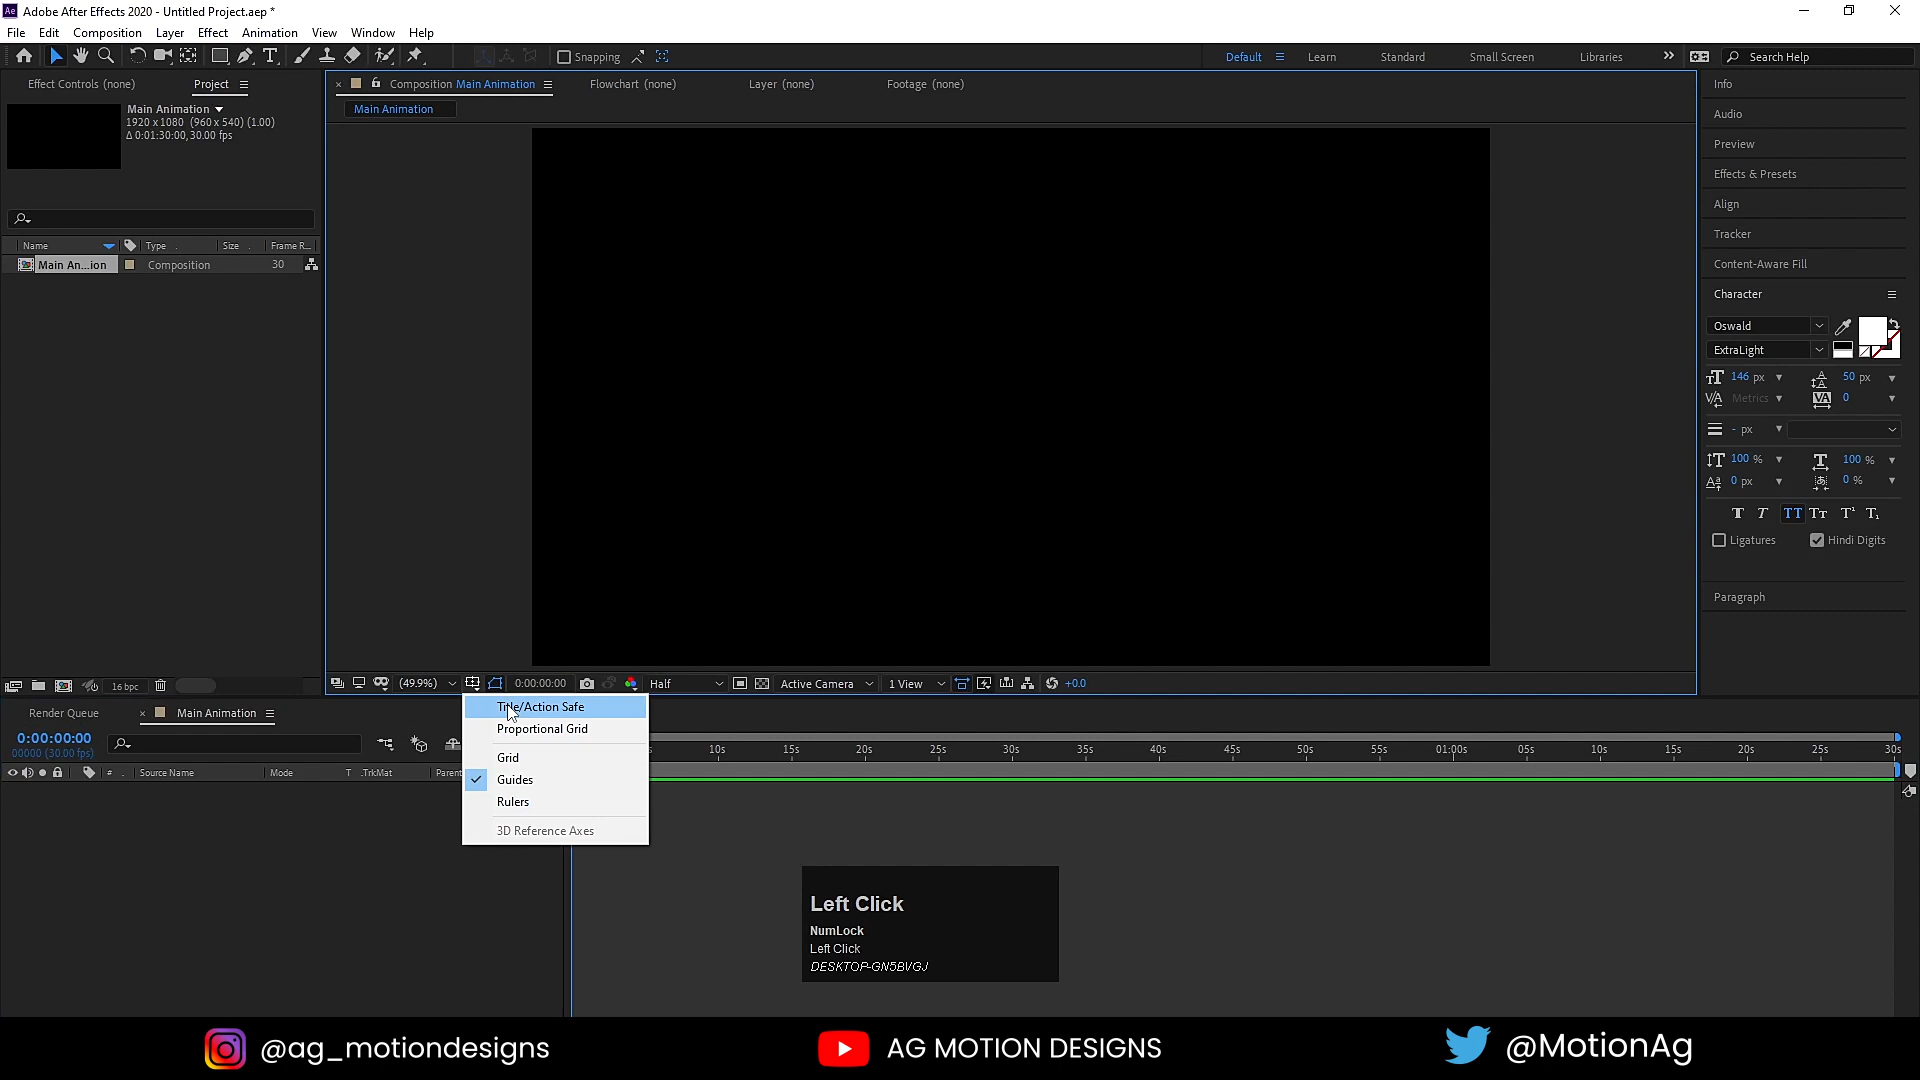 Ae Adobe After Effects 2020 - Untitled Project.aep *
File Edit Composition Layer Effect Animation View Window Help
Snapping
Default Learn Standard Small Screen Libraries Search Help
Effect Controls (none) Project
Composition Main Animation Flowchart (none) Layer (none) Footage (none)
Main Animation
Main Animation
1920 x 1080 (960 x 540) (1.00)
Δ 0:01:30:00, 30.00 fps
Name Type Size Frame R...
Main An...ion Composition 30
Info
Audio
Preview
Effects & Presets
Align
Tracker
Content-Aware Fill
Character
Oswald
ExtraLight
146 px 50 px
Metrics 0
- px
100 % 100 %
0 px 0 %
Ligatures Hindi Digits
Paragraph
16 bpc
(49.9%) 0:00:00:00 Half Active Camera 1 View +0.0
Title/Action Safe
Proportional Grid
Grid
Guides
Rulers
3D Reference Axes
Render Queue Main Animation
0:00:00:00
00000 (30.00 fps)
# Source Name Mode T .TrkMat Parent
10s 15s 20s 25s 30s 35s 40s 45s 50s 55s 01:00s 05s 10s 15s 20s 25s 30s
Left Click
NumLock
Left Click
DESKTOP-GN5BVGJ
@ag_motiondesigns AG MOTION DESIGNS @MotionAg